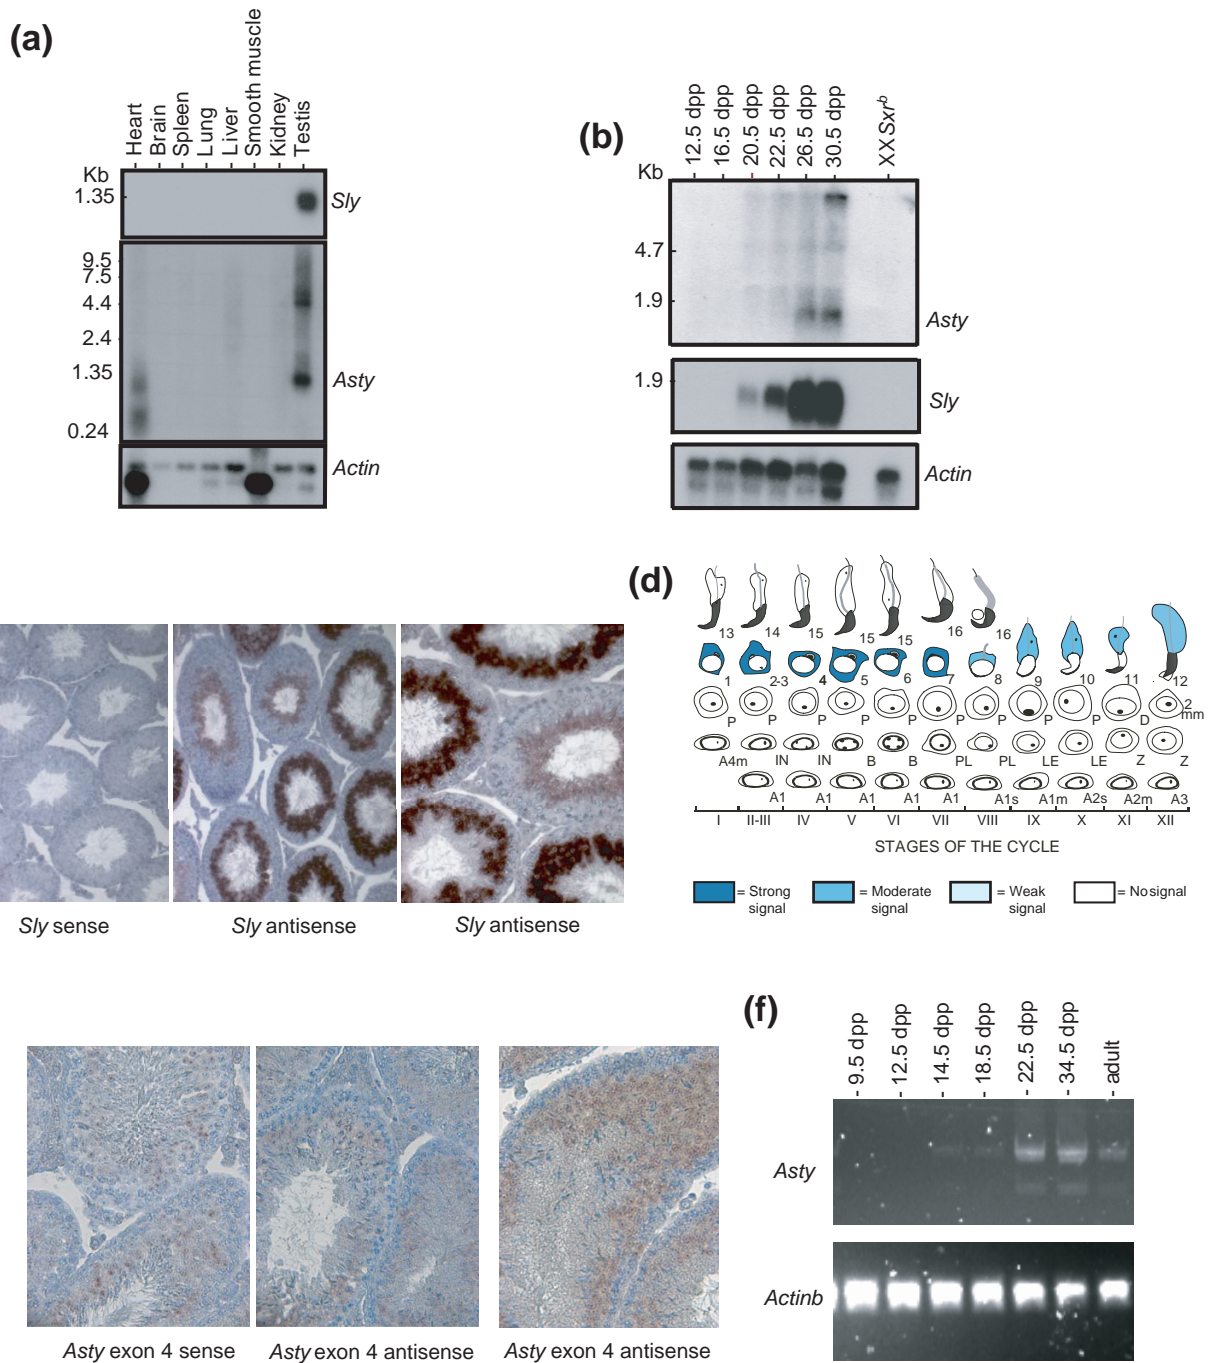 (a)
Heart
Brain
Spleen
Lung
Liver
Smooth muscle
Kidney
Testis
Kb
1.35
Sly
9.5
7.5
4.4
2.4
1.35
0.24
Asty
Actin
(b)
12.5 dpp
16.5 dpp
20.5 dpp
22.5 dpp
26.5 dpp
30.5 dpp
XX Sxrᵇ
Kb
4.7
1.9
Asty
1.9
Sly
Actin
Sly sense
Sly antisense
Sly antisense
(d)
13 14 15 15 15 16 16
1 2-3 4 5 6 7 8 9 10 11 12
P P P P P P P P P D 2 mm
A4m IN IN B B PL PL LE LE Z Z
A1 A1 A1 A1 A1 A1s A1m A2s A2m A3
I II-III IV V VI VII VIII IX X XI XII
STAGES OF THE CYCLE
= Strong signal
= Moderate signal
= Weak signal
= No signal
Asty exon 4 sense
Asty exon 4 antisense
Asty exon 4 antisense
(f)
9.5 dpp
12.5 dpp
14.5 dpp
18.5 dpp
22.5 dpp
34.5 dpp
adult
Asty
Actinb